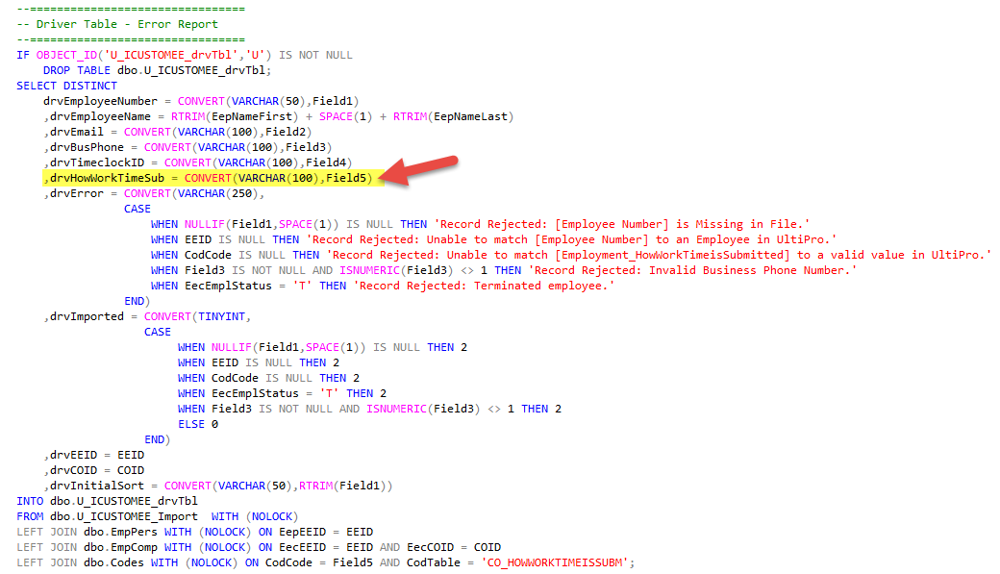 --================================
-- Driver Table - Error Report
--================================
IF OBJECT_ID('U_ICUSTOMEE_drvTbl','U') IS NOT NULL
    DROP TABLE dbo.U_ICUSTOMEE_drvTbl;
SELECT DISTINCT
    drvEmployeeNumber = CONVERT(VARCHAR(50),Field1)
    ,drvEmployeeName = RTRIM(EepNameFirst) + SPACE(1) + RTRIM(EepNameLast)
    ,drvEmail = CONVERT(VARCHAR(100),Field2)
    ,drvBusPhone = CONVERT(VARCHAR(100),Field3)
    ,drvTimeclockID = CONVERT(VARCHAR(100),Field4)
    ,drvHowWorkTimeSub = CONVERT(VARCHAR(100),Field5)
    ,drvError = CONVERT(VARCHAR(250),
                CASE
                    WHEN NULLIF(Field1,SPACE(1)) IS NULL THEN 'Record Rejected: [Employee Number] is Missing in File.'
                    WHEN EEID IS NULL THEN 'Record Rejected: Unable to match [Employee Number] to an Employee in UltiPro.'
                    WHEN CodCode IS NULL THEN 'Record Rejected: Unable to match [Employment_HowWorkTimeisSubmitted] to a valid value in UltiPro.'
                    WHEN Field3 IS NOT NULL AND ISNUMERIC(Field3) <> 1 THEN 'Record Rejected: Invalid Business Phone Number.'
                    WHEN EecEmplStatus = 'T' THEN 'Record Rejected: Terminated employee.'
                END)
    ,drvImported = CONVERT(TINYINT,
                   CASE
                        WHEN NULLIF(Field1,SPACE(1)) IS NULL THEN 2
                        WHEN EEID IS NULL THEN 2
                        WHEN CodCode IS NULL THEN 2
                        WHEN EecEmplStatus = 'T' THEN 2
                        WHEN Field3 IS NOT NULL AND ISNUMERIC(Field3) <> 1 THEN 2
                        ELSE 0
                   END)
    ,drvEEID = EEID
    ,drvCOID = COID
    ,drvInitialSort = CONVERT(VARCHAR(50),RTRIM(Field1))
INTO dbo.U_ICUSTOMEE_drvTbl
FROM dbo.U_ICUSTOMEE_Import  WITH (NOLOCK)
LEFT JOIN dbo.EmpPers WITH (NOLOCK) ON EepEEID = EEID
LEFT JOIN dbo.EmpComp WITH (NOLOCK) ON EecEEID = EEID AND EecCOID = COID
LEFT JOIN dbo.Codes WITH (NOLOCK) ON CodCode = Field5 AND CodTable = 'CO_HOWWORKTIMEISSUBM';